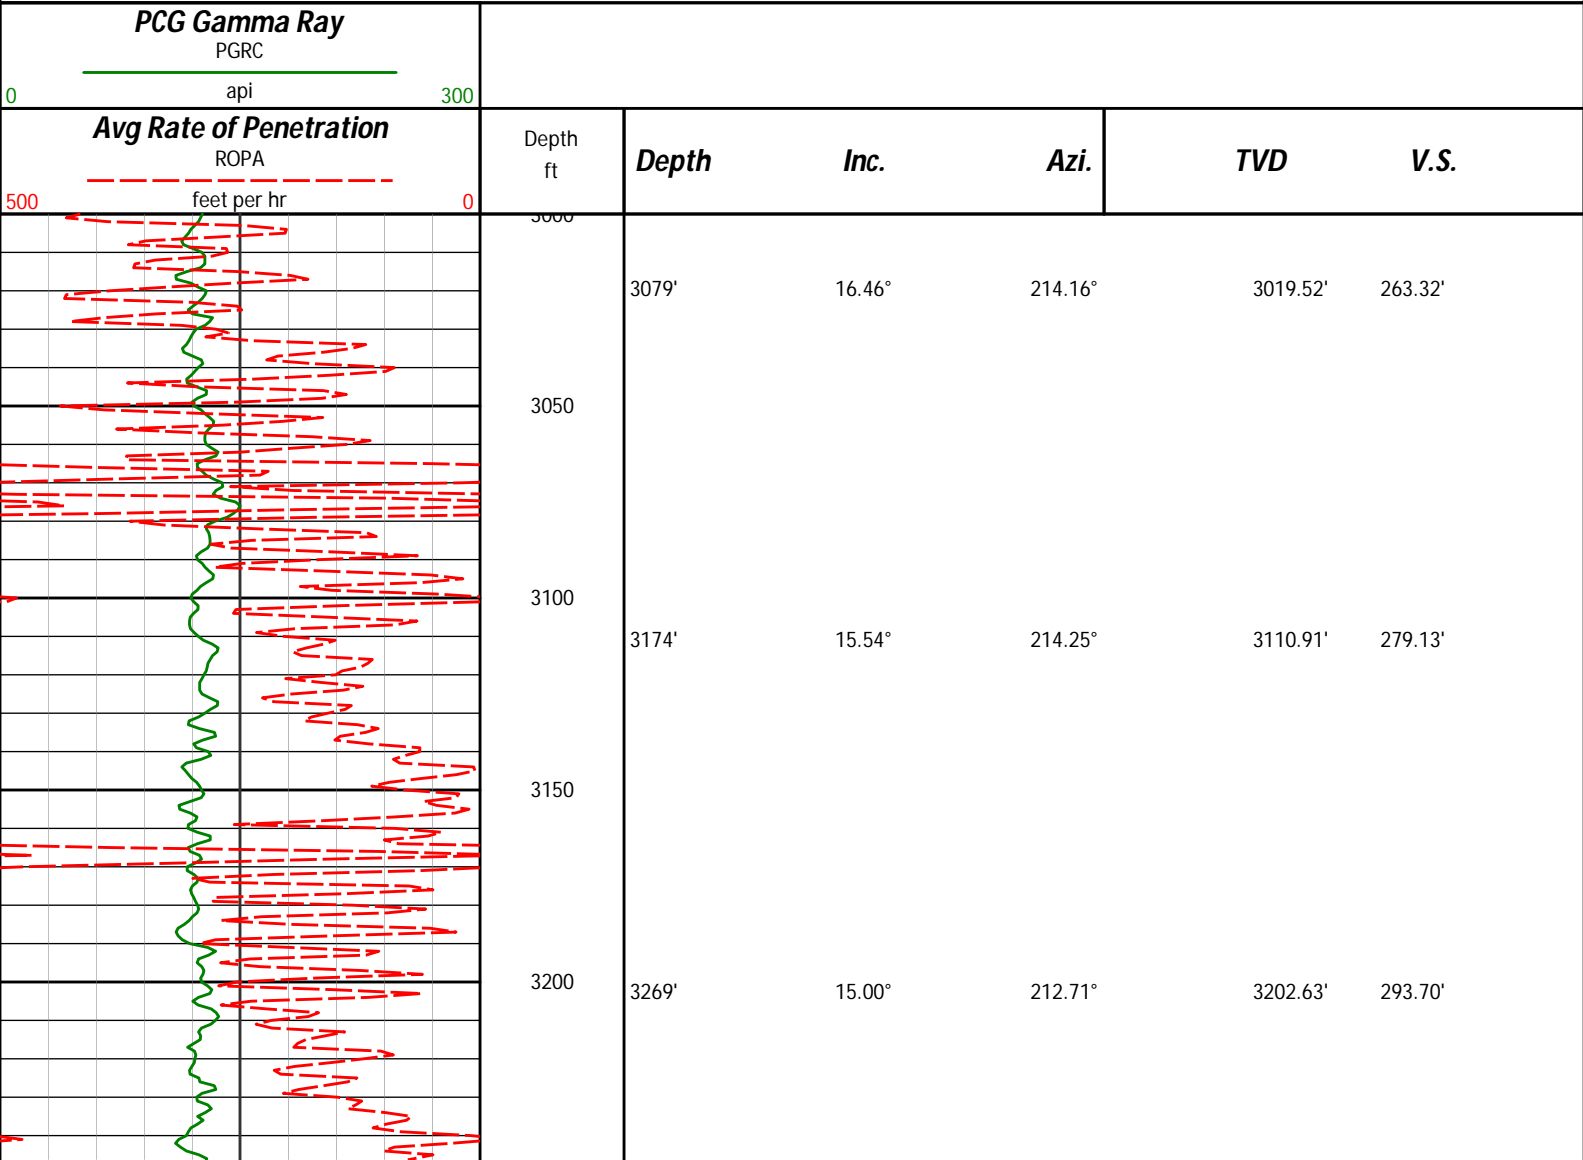 PCG Gamma Ray
PGRC
api
0 300
Avg Rate of Penetration
ROPA
feet per hr
500 0
Depth
ft
Depth Inc. Azi. TVD V.S.
3000
3079' 16.46° 214.16° 3019.52' 263.32'
3050
3100
3174' 15.54° 214.25° 3110.91' 279.13'
3150
3200
3269' 15.00° 212.71° 3202.63' 293.70'